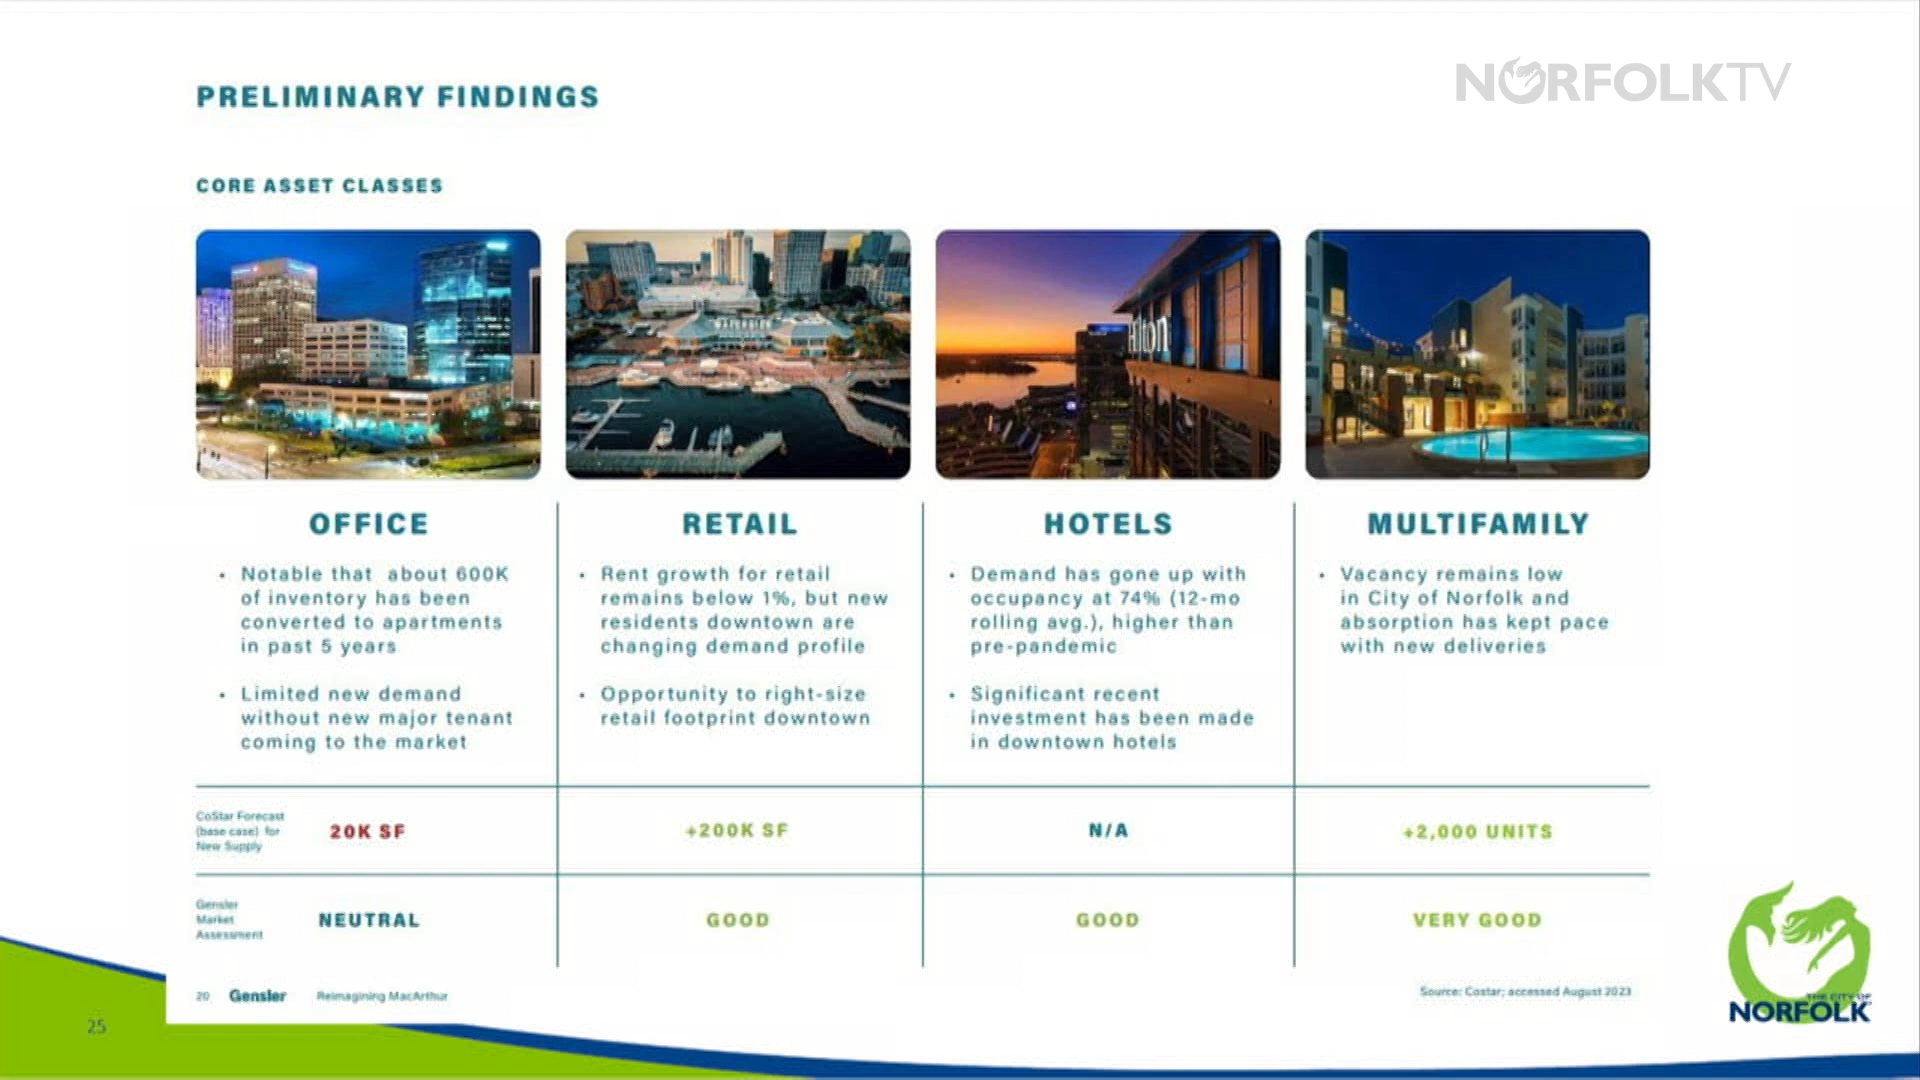 NORFOLKTV
PRELIMINARY FINDINGS
CORE ASSET CLASSES
WATERSIDE
Hilton
OFFICE
• Notable that about 600K
of inventory has been
converted to apartments
in past 5 years
• Limited new demand
without new major tenant
coming to the market
RETAIL
• Rent growth for retail
remains below 1%, but new
residents downtown are
changing demand profile
• Opportunity to right-size
retail footprint downtown
HOTELS
• Demand has gone up with
occupancy at 74% (12-mo
rolling avg.), higher than
pre-pandemic
• Significant recent
investment has been made
in downtown hotels
MULTIFAMILY
• Vacancy remains low
in City of Norfolk and
absorption has kept pace
with new deliveries
CoStar Forecast
(base case) for
New Supply
20K SF
+200K SF
N/A
+2,000 UNITS
Gensler
Market
Assessment
NEUTRAL
GOOD
GOOD
VERY GOOD
20 Gensler Reimagining MacArthur
Source: Costar; accessed August 2023
25
THE CITY OF
NORFOLK